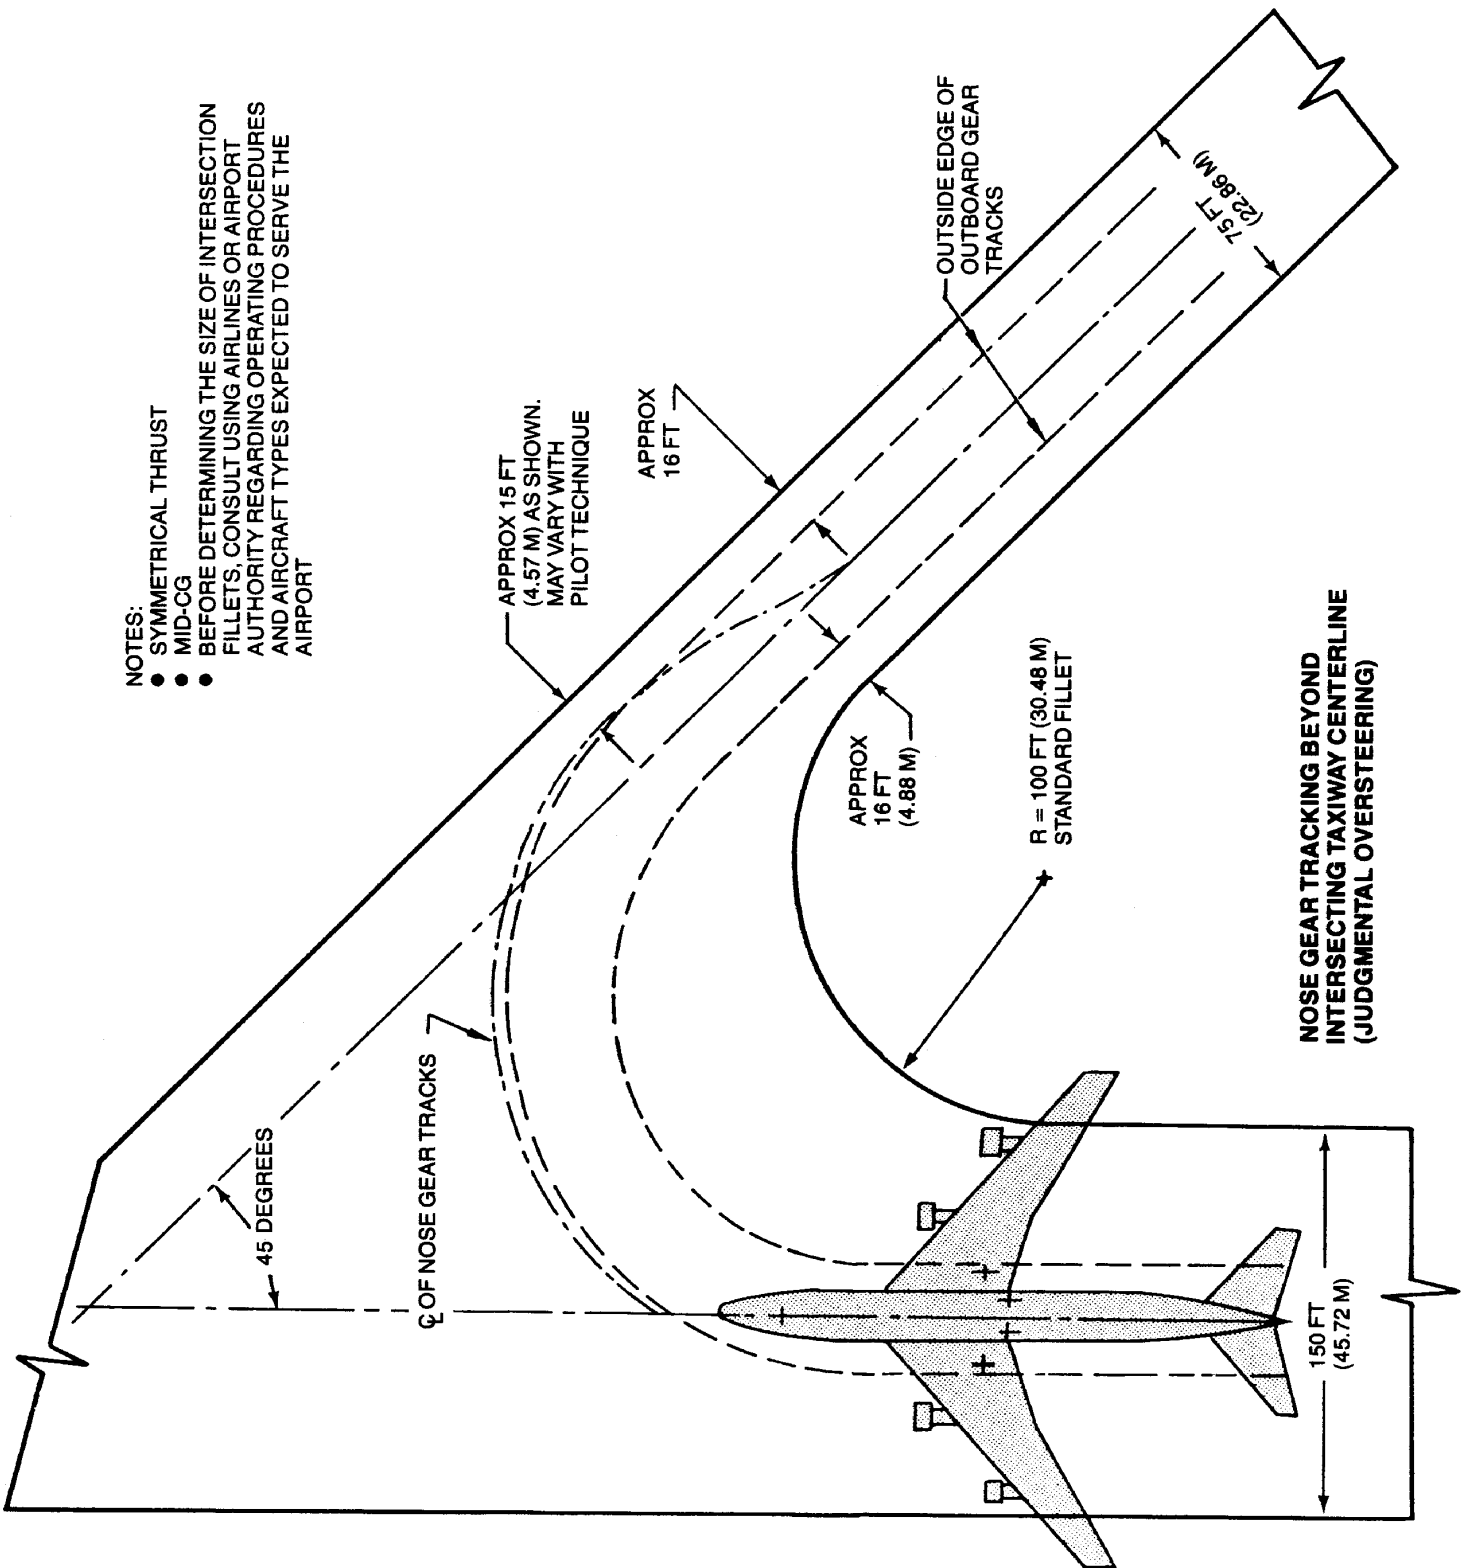 NOTES:
● SYMMETRICAL THRUST
● MID-CG
● BEFORE DETERMINING THE SIZE OF INTERSECTION
FILLETS, CONSULT USING AIRLINES OR AIRPORT
AUTHORITY REGARDING OPERATING PROCEDURES
AND AIRCRAFT TYPES EXPECTED TO SERVE THE
AIRPORT
APPROX 15 FT
(4.57 M) AS SHOWN.
MAY VARY WITH
PILOT TECHNIQUE
APPROX
16 FT
OUTSIDE EDGE OF
OUTBOARD GEAR
TRACKS
75 FT
(22.86 M)
45 DEGREES
℄ OF NOSE GEAR TRACKS
APPROX
16 FT
(4.88 M)
R = 100 FT (30.48 M)
STANDARD FILLET
150 FT
(45.72 M)
NOSE GEAR TRACKING BEYOND
INTERSECTING TAXIWAY CENTERLINE
(JUDGMENTAL OVERSTEERING)